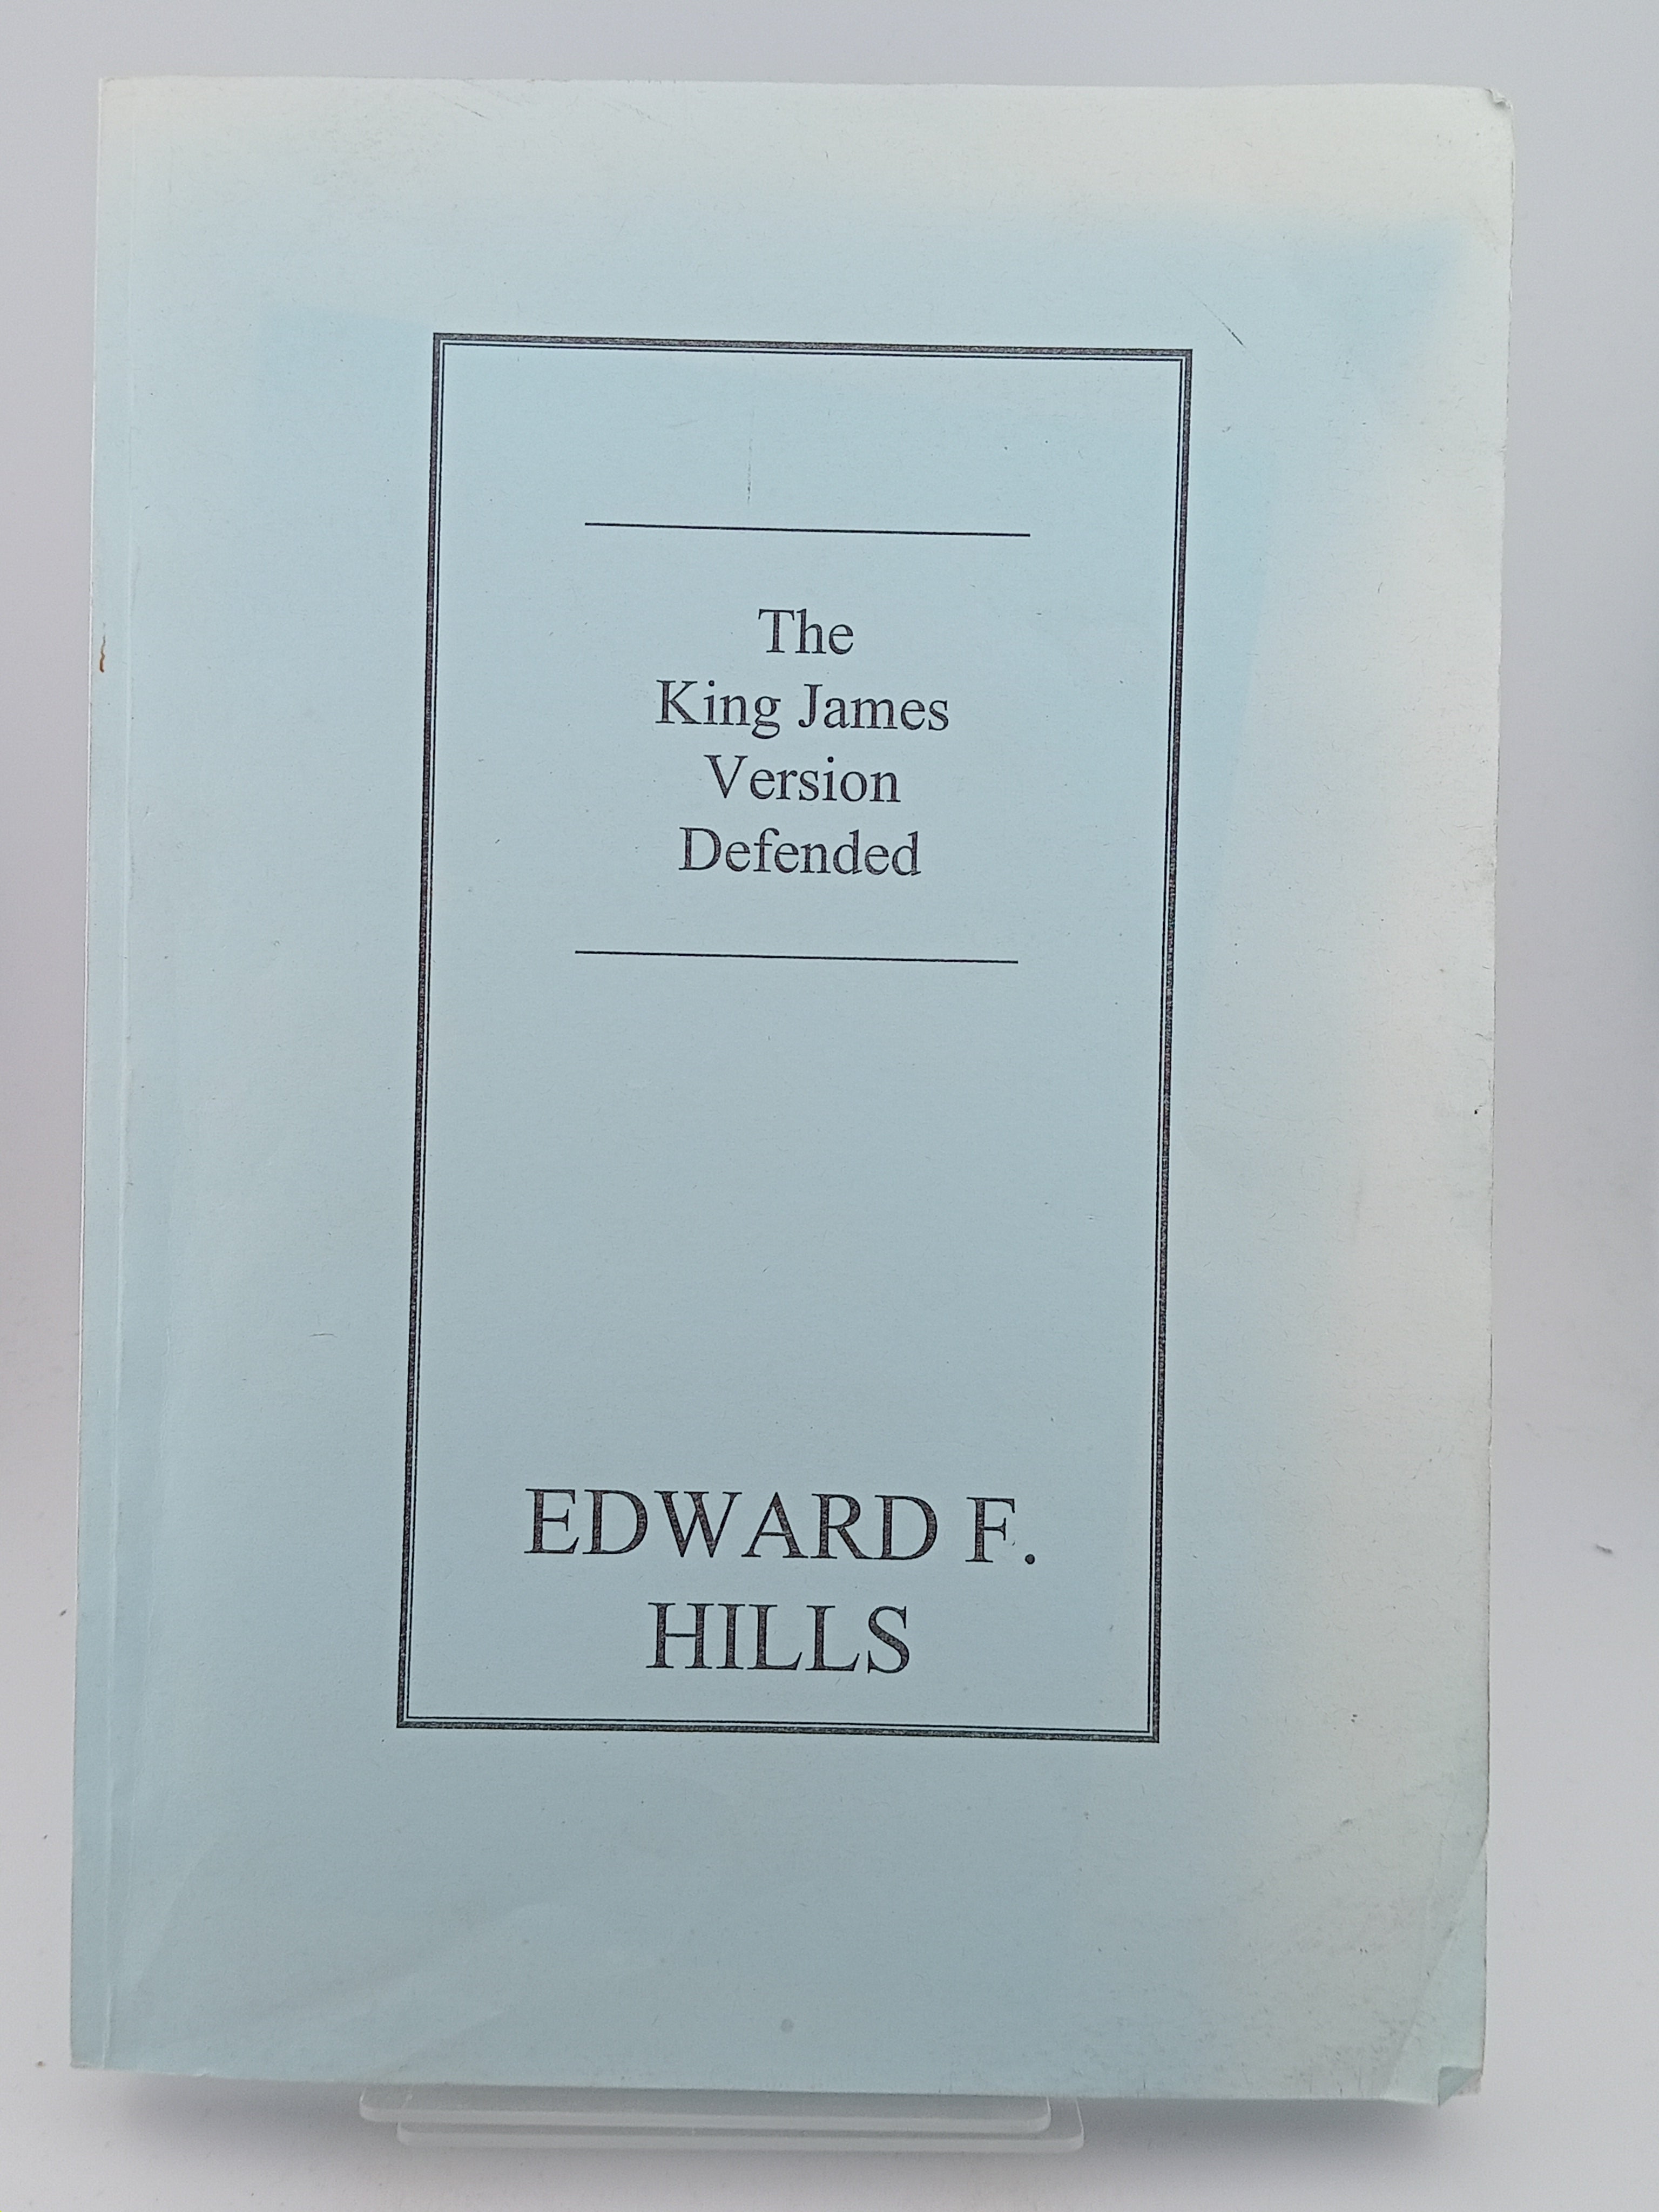 The
King James
Version
Defended
EDWARD F.
HILLS